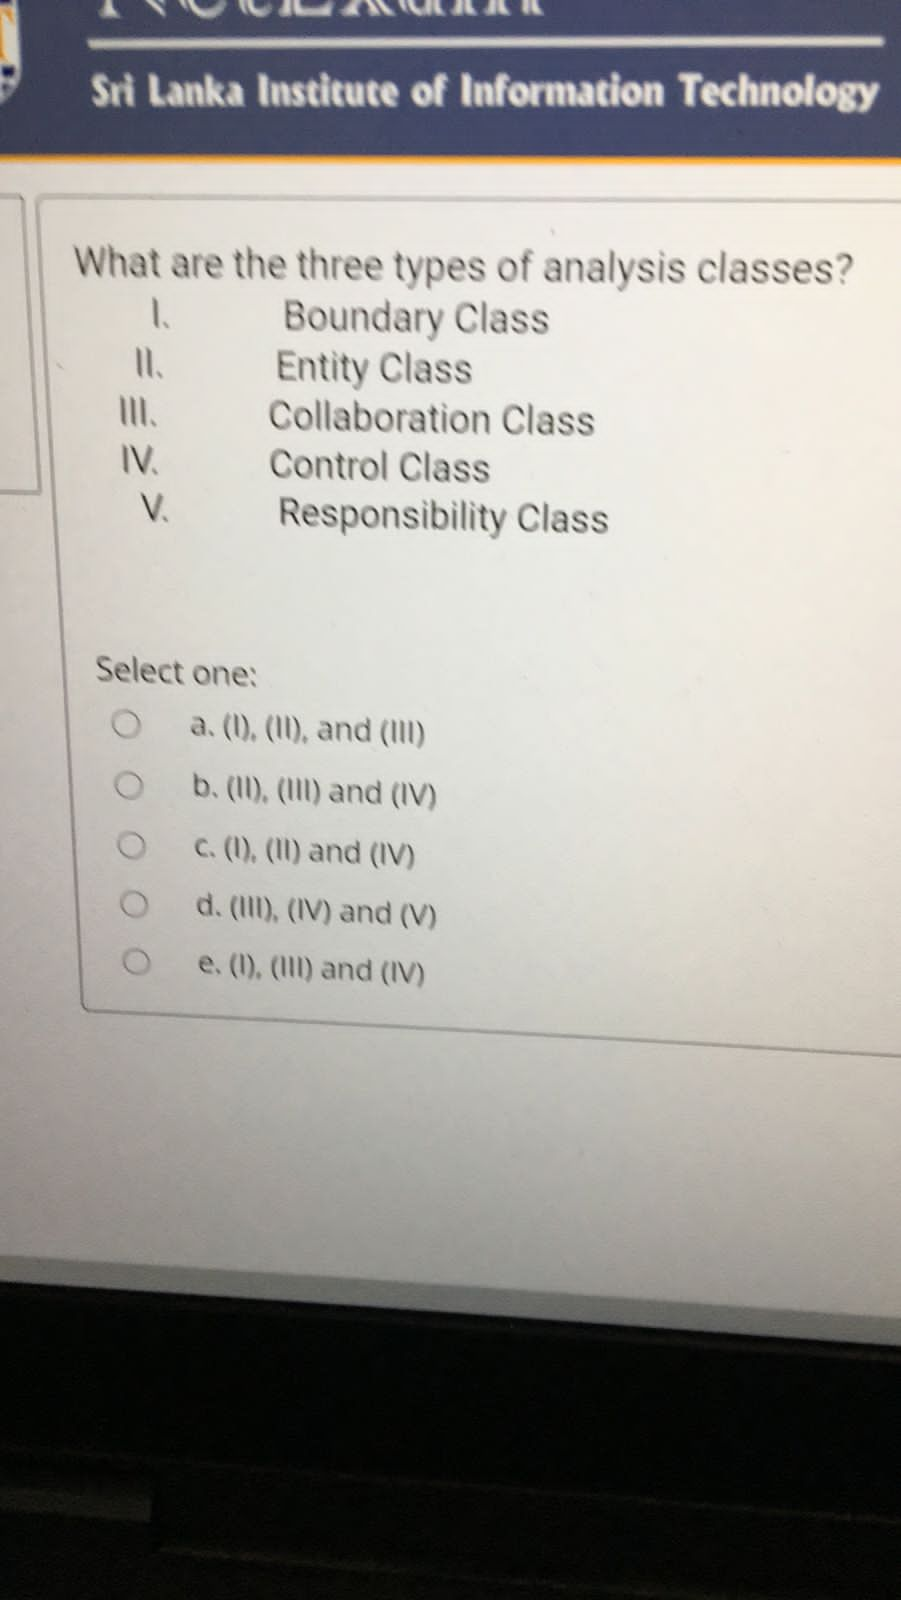 Sri Lanka Institute of Information Technology
What are the three types of analysis classes?
I. Boundary Class
II. Entity Class
III. Collaboration Class
IV. Control Class
V. Responsibility Class
Select one:
a. (I), (II), and (III)
b. (II), (III) and (IV)
c. (I), (II) and (IV)
d. (III), (IV) and (V)
e. (I), (III) and (IV)